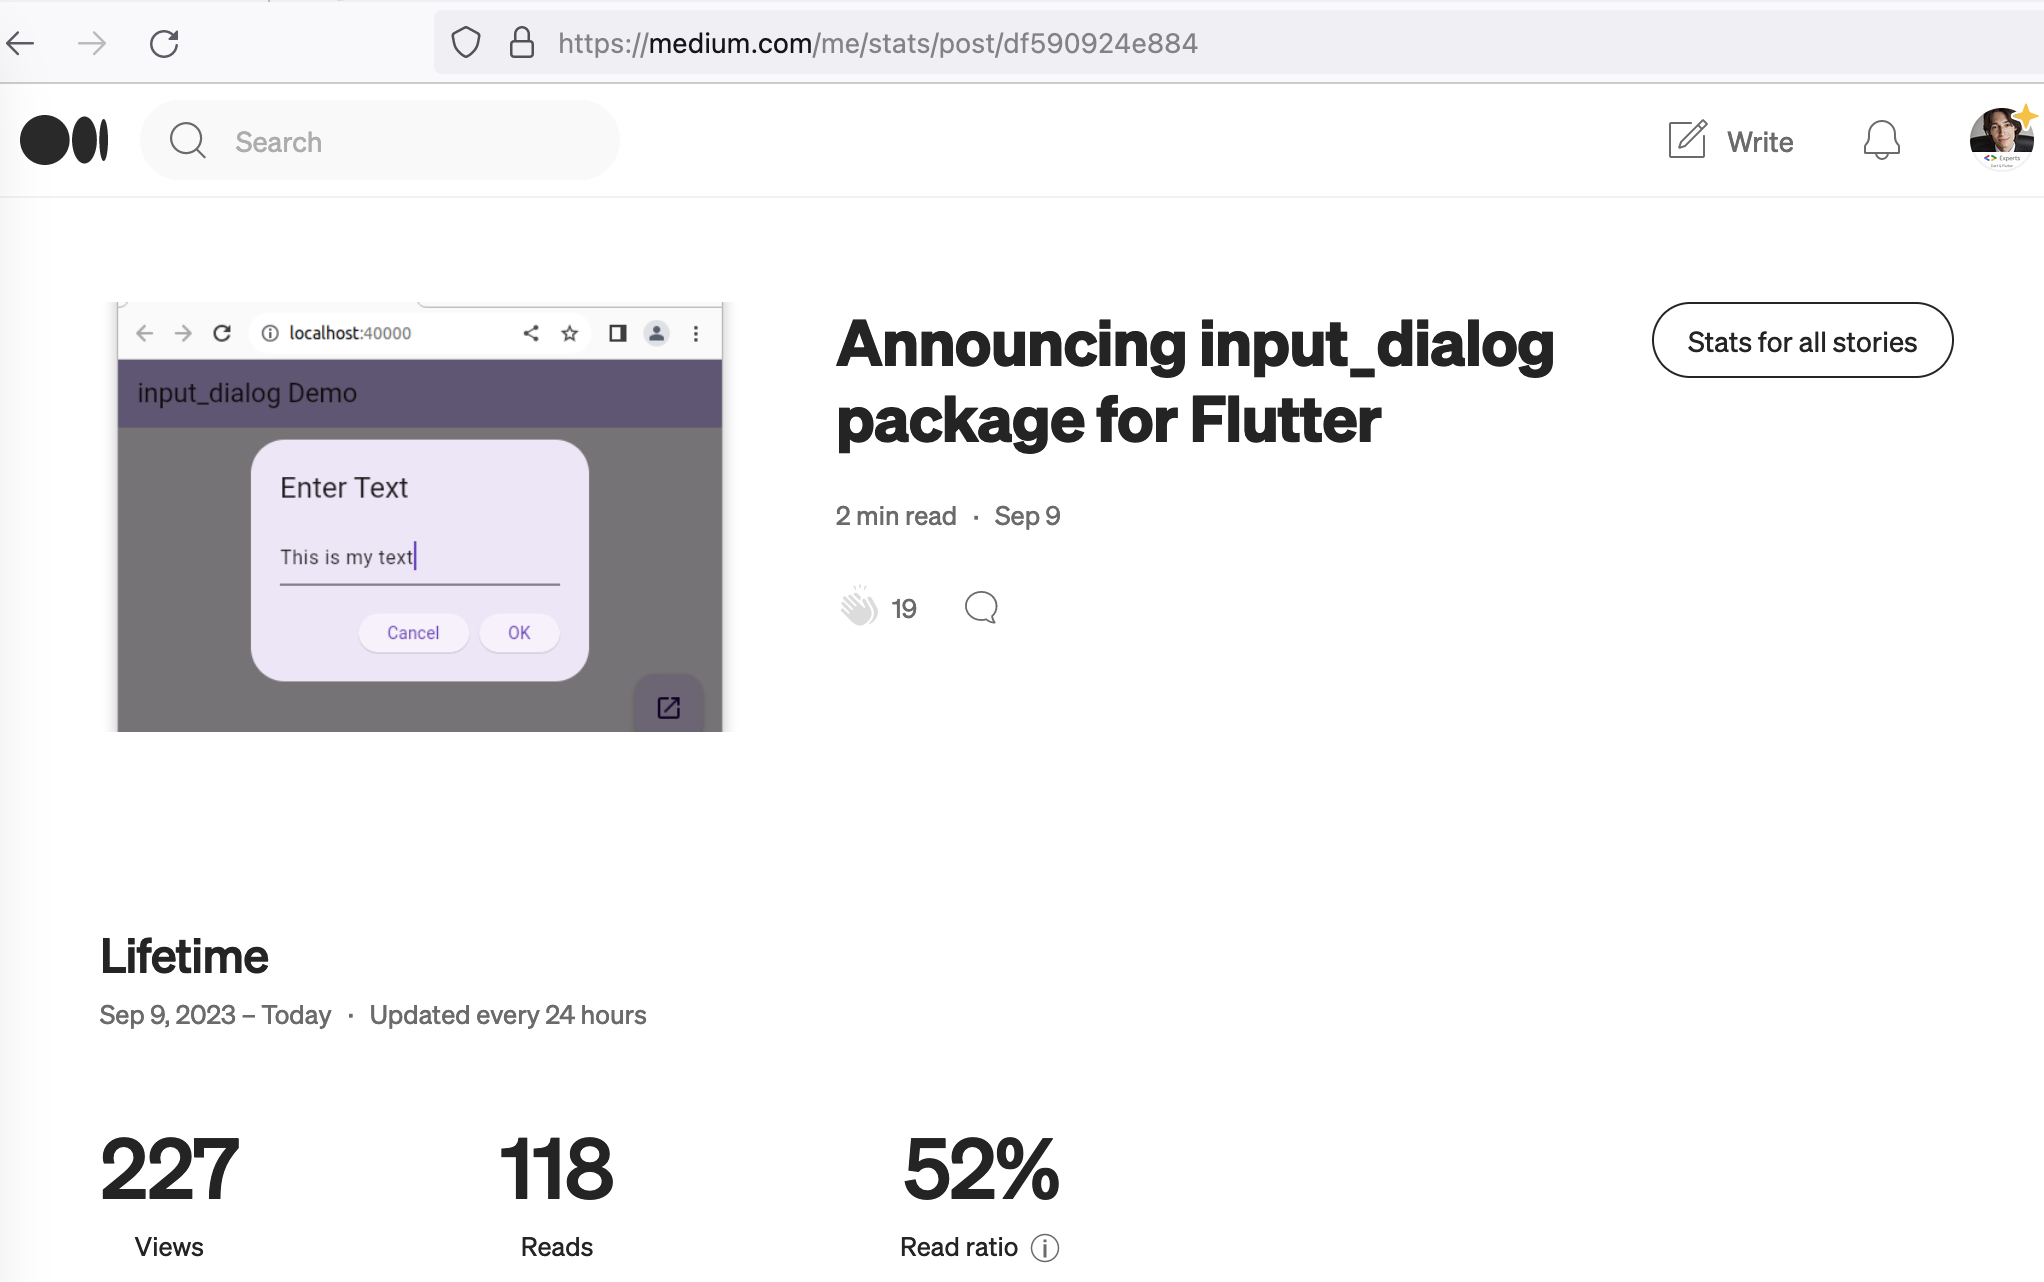 https://medium.com/me/stats/post/df590924e884
Search
Write
Experts
localhost:40000
input_dialog Demo
Enter Text
This is my text
Cancel
OK
Announcing input_dialog
package for Flutter
2 min read · Sep 9
19
Stats for all stories
Lifetime
Sep 9, 2023 – Today · Updated every 24 hours
227
Views
118
Reads
52%
Read ratio